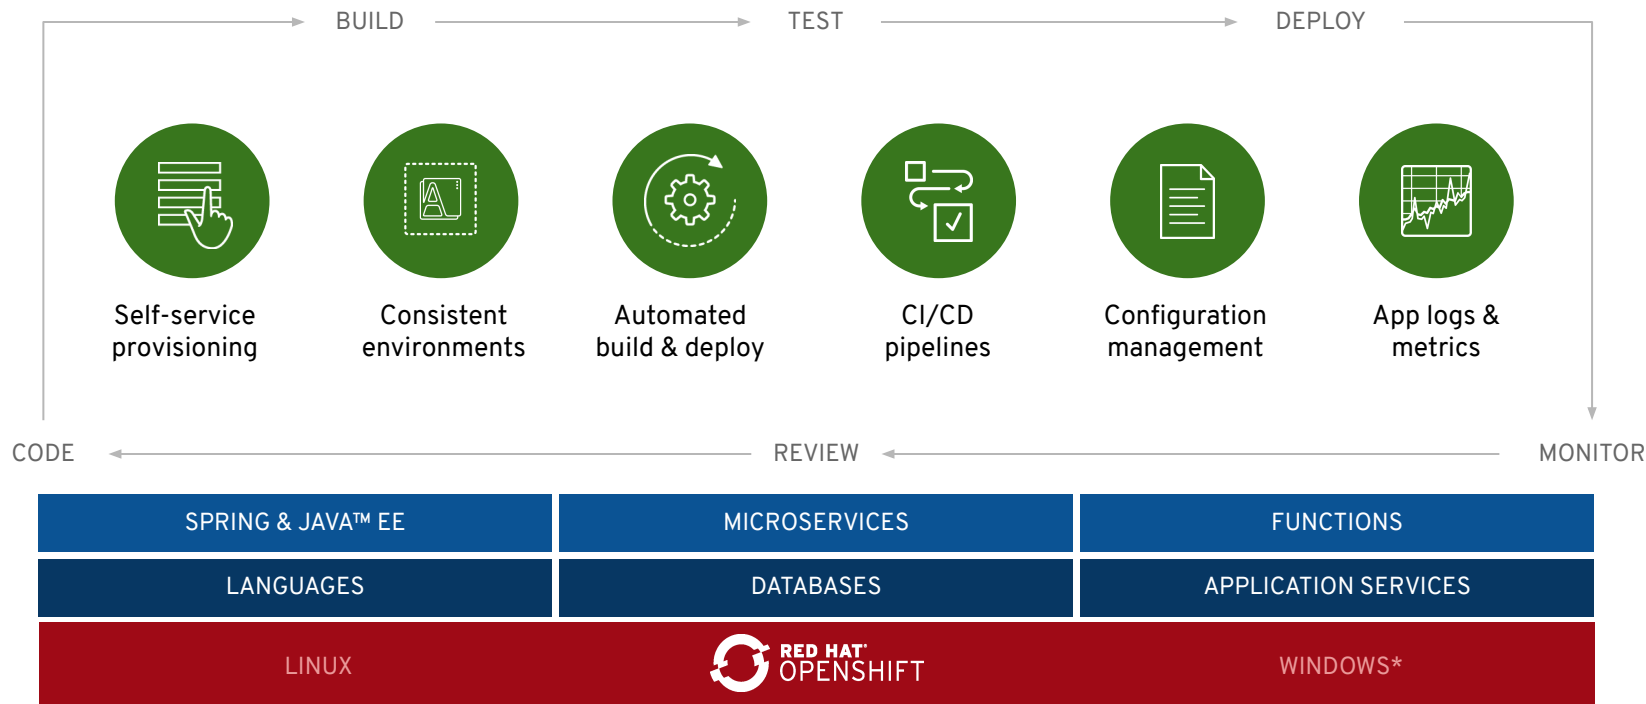 BUILD
TEST
DEPLOY
Self-service
provisioning
Consistent
environments
Automated
build & deploy
CI/CD
pipelines
Configuration
management
App logs &
metrics
CODE
REVIEW
MONITOR
SPRING & JAVA™ EE
MICROSERVICES
FUNCTIONS
LANGUAGES
DATABASES
APPLICATION SERVICES
LINUX
RED HAT®
OPENSHIFT
WINDOWS*